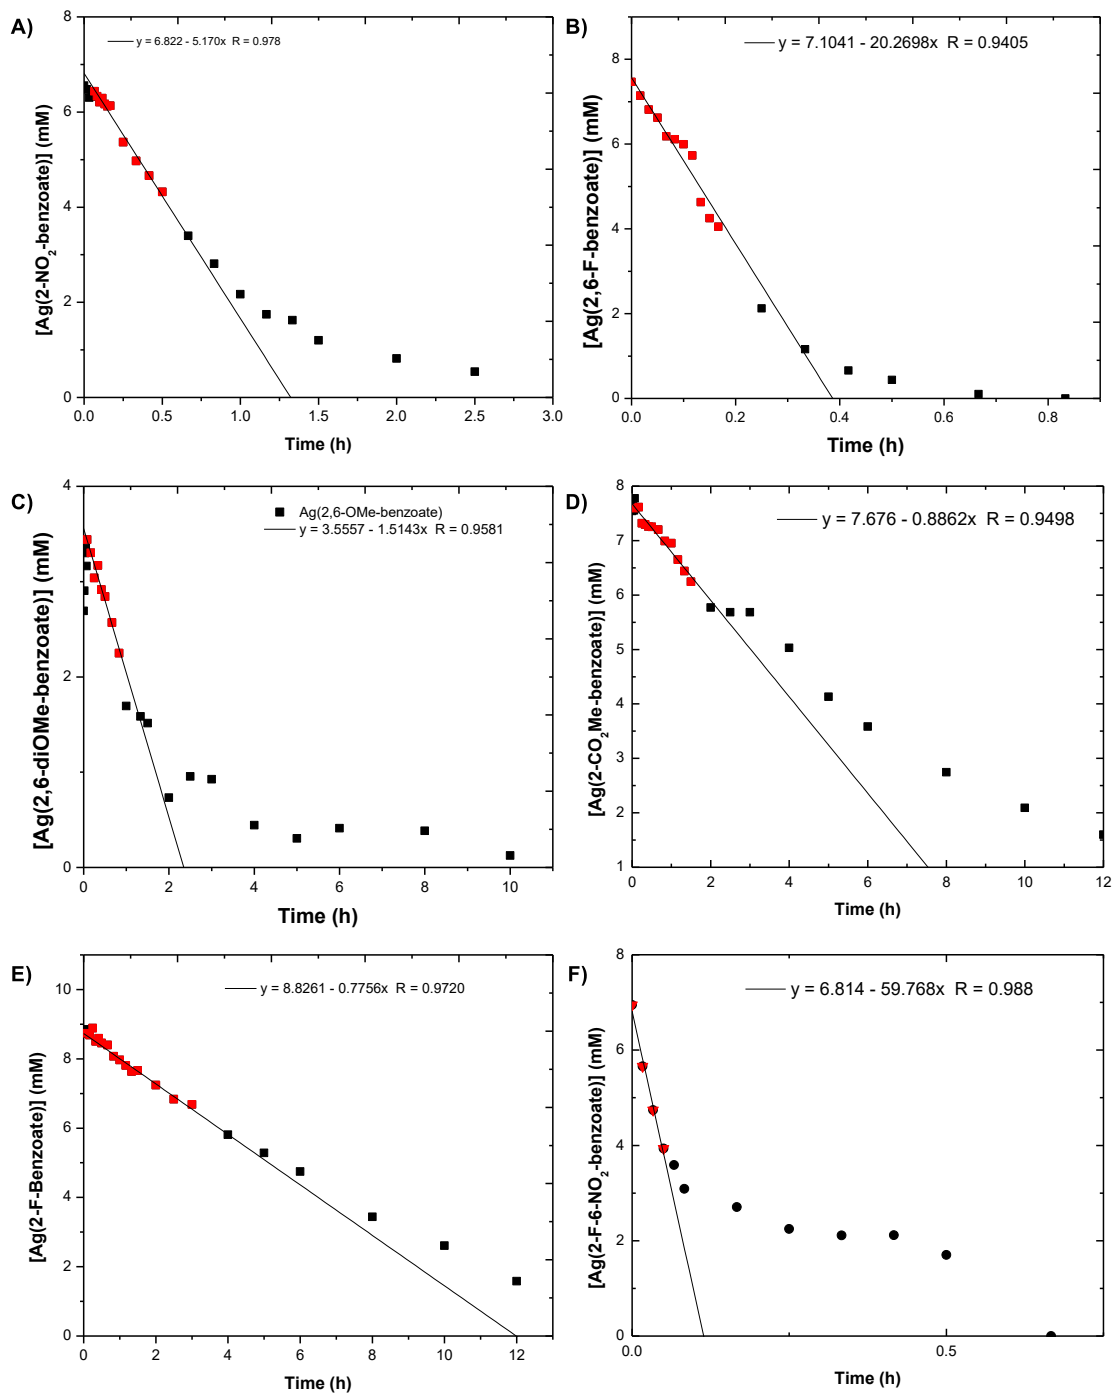 A)
y = 6.822 - 5.170x R = 0.978
[Ag(2-NO2-benzoate)] (mM)
8
6
4
2
0
0.0 0.5 1.0 1.5 2.0 2.5 3.0
Time (h)
B)
y = 7.1041 - 20.2698x R = 0.9405
[Ag(2,6-F-benzoate)] (mM)
8
6
4
2
0
0.0 0.2 0.4 0.6 0.8
Time (h)
C)
Ag(2,6-OMe-benzoate)
y = 3.5557 - 1.5143x R = 0.9581
[Ag(2,6-diOMe-benzoate)] (mM)
4
2
0
0 2 4 6 8 10
Time (h)
D)
y = 7.676 - 0.8862x R = 0.9498
[Ag(2-CO2Me-benzoate)] (mM)
8
7
6
5
4
3
2
1
0 2 4 6 8 10 12
Time (h)
E)
y = 8.8261 - 0.7756x R = 0.9720
[Ag(2-F-Benzoate)] (mM)
10
8
6
4
2
0
0 2 4 6 8 10 12
Time (h)
F)
y = 6.814 - 59.768x R = 0.988
[Ag(2-F-6-NO2-benzoate)] (mM)
8
6
4
2
0
0.0 0.5
Time (h)